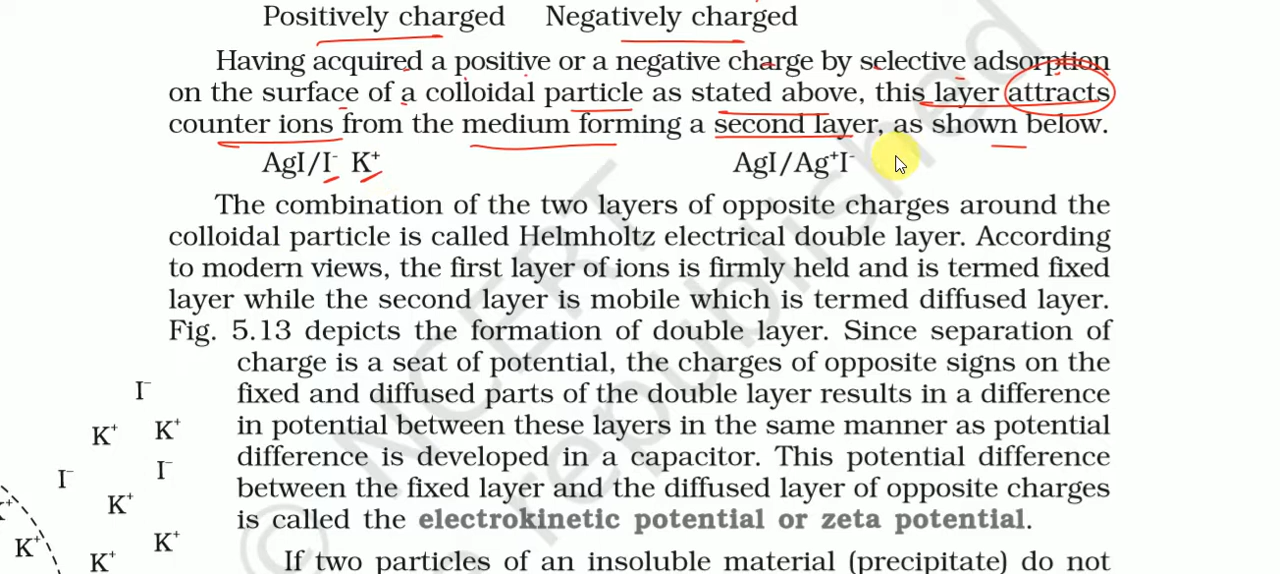 Positively charged Negatively charged
Having acquired a positive or a negative charge by selective adsorption
on the surface of a colloidal particle as stated above, this layer attracts
counter ions from the medium forming a second layer, as shown below.
AgI/I⁻ K⁺ AgI/Ag⁺I⁻
The combination of the two layers of opposite charges around the
colloidal particle is called Helmholtz electrical double layer. According
to modern views, the first layer of ions is firmly held and is termed fixed
layer while the second layer is mobile which is termed diffused layer.
Fig. 5.13 depicts the formation of double layer. Since separation of
charge is a seat of potential, the charges of opposite signs on the
fixed and diffused parts of the double layer results in a difference
in potential between these layers in the same manner as potential
difference is developed in a capacitor. This potential difference
between the fixed layer and the diffused layer of opposite charges
is called the electrokinetic potential or zeta potential.
If two particles of an insoluble material (precipitate) do not
I⁻
K⁺ K⁺
I⁻ I⁻
K⁺
K⁺ K⁺
K⁺
© NCERT
republished